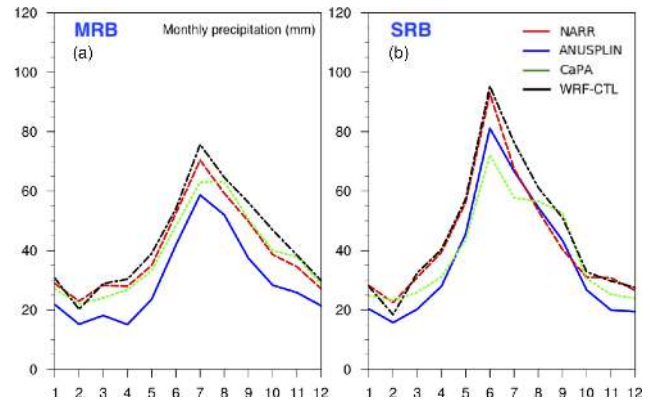 MRB
Monthly precipitation (mm)
(a)
120
100
80
60
40
20
0
1 2 3 4 5 6 7 8 9 10 11 12
SRB
(b)
NARR
ANUSPLIN
CaPA
WRF-CTL
120
100
80
60
40
20
0
1 2 3 4 5 6 7 8 9 10 11 12